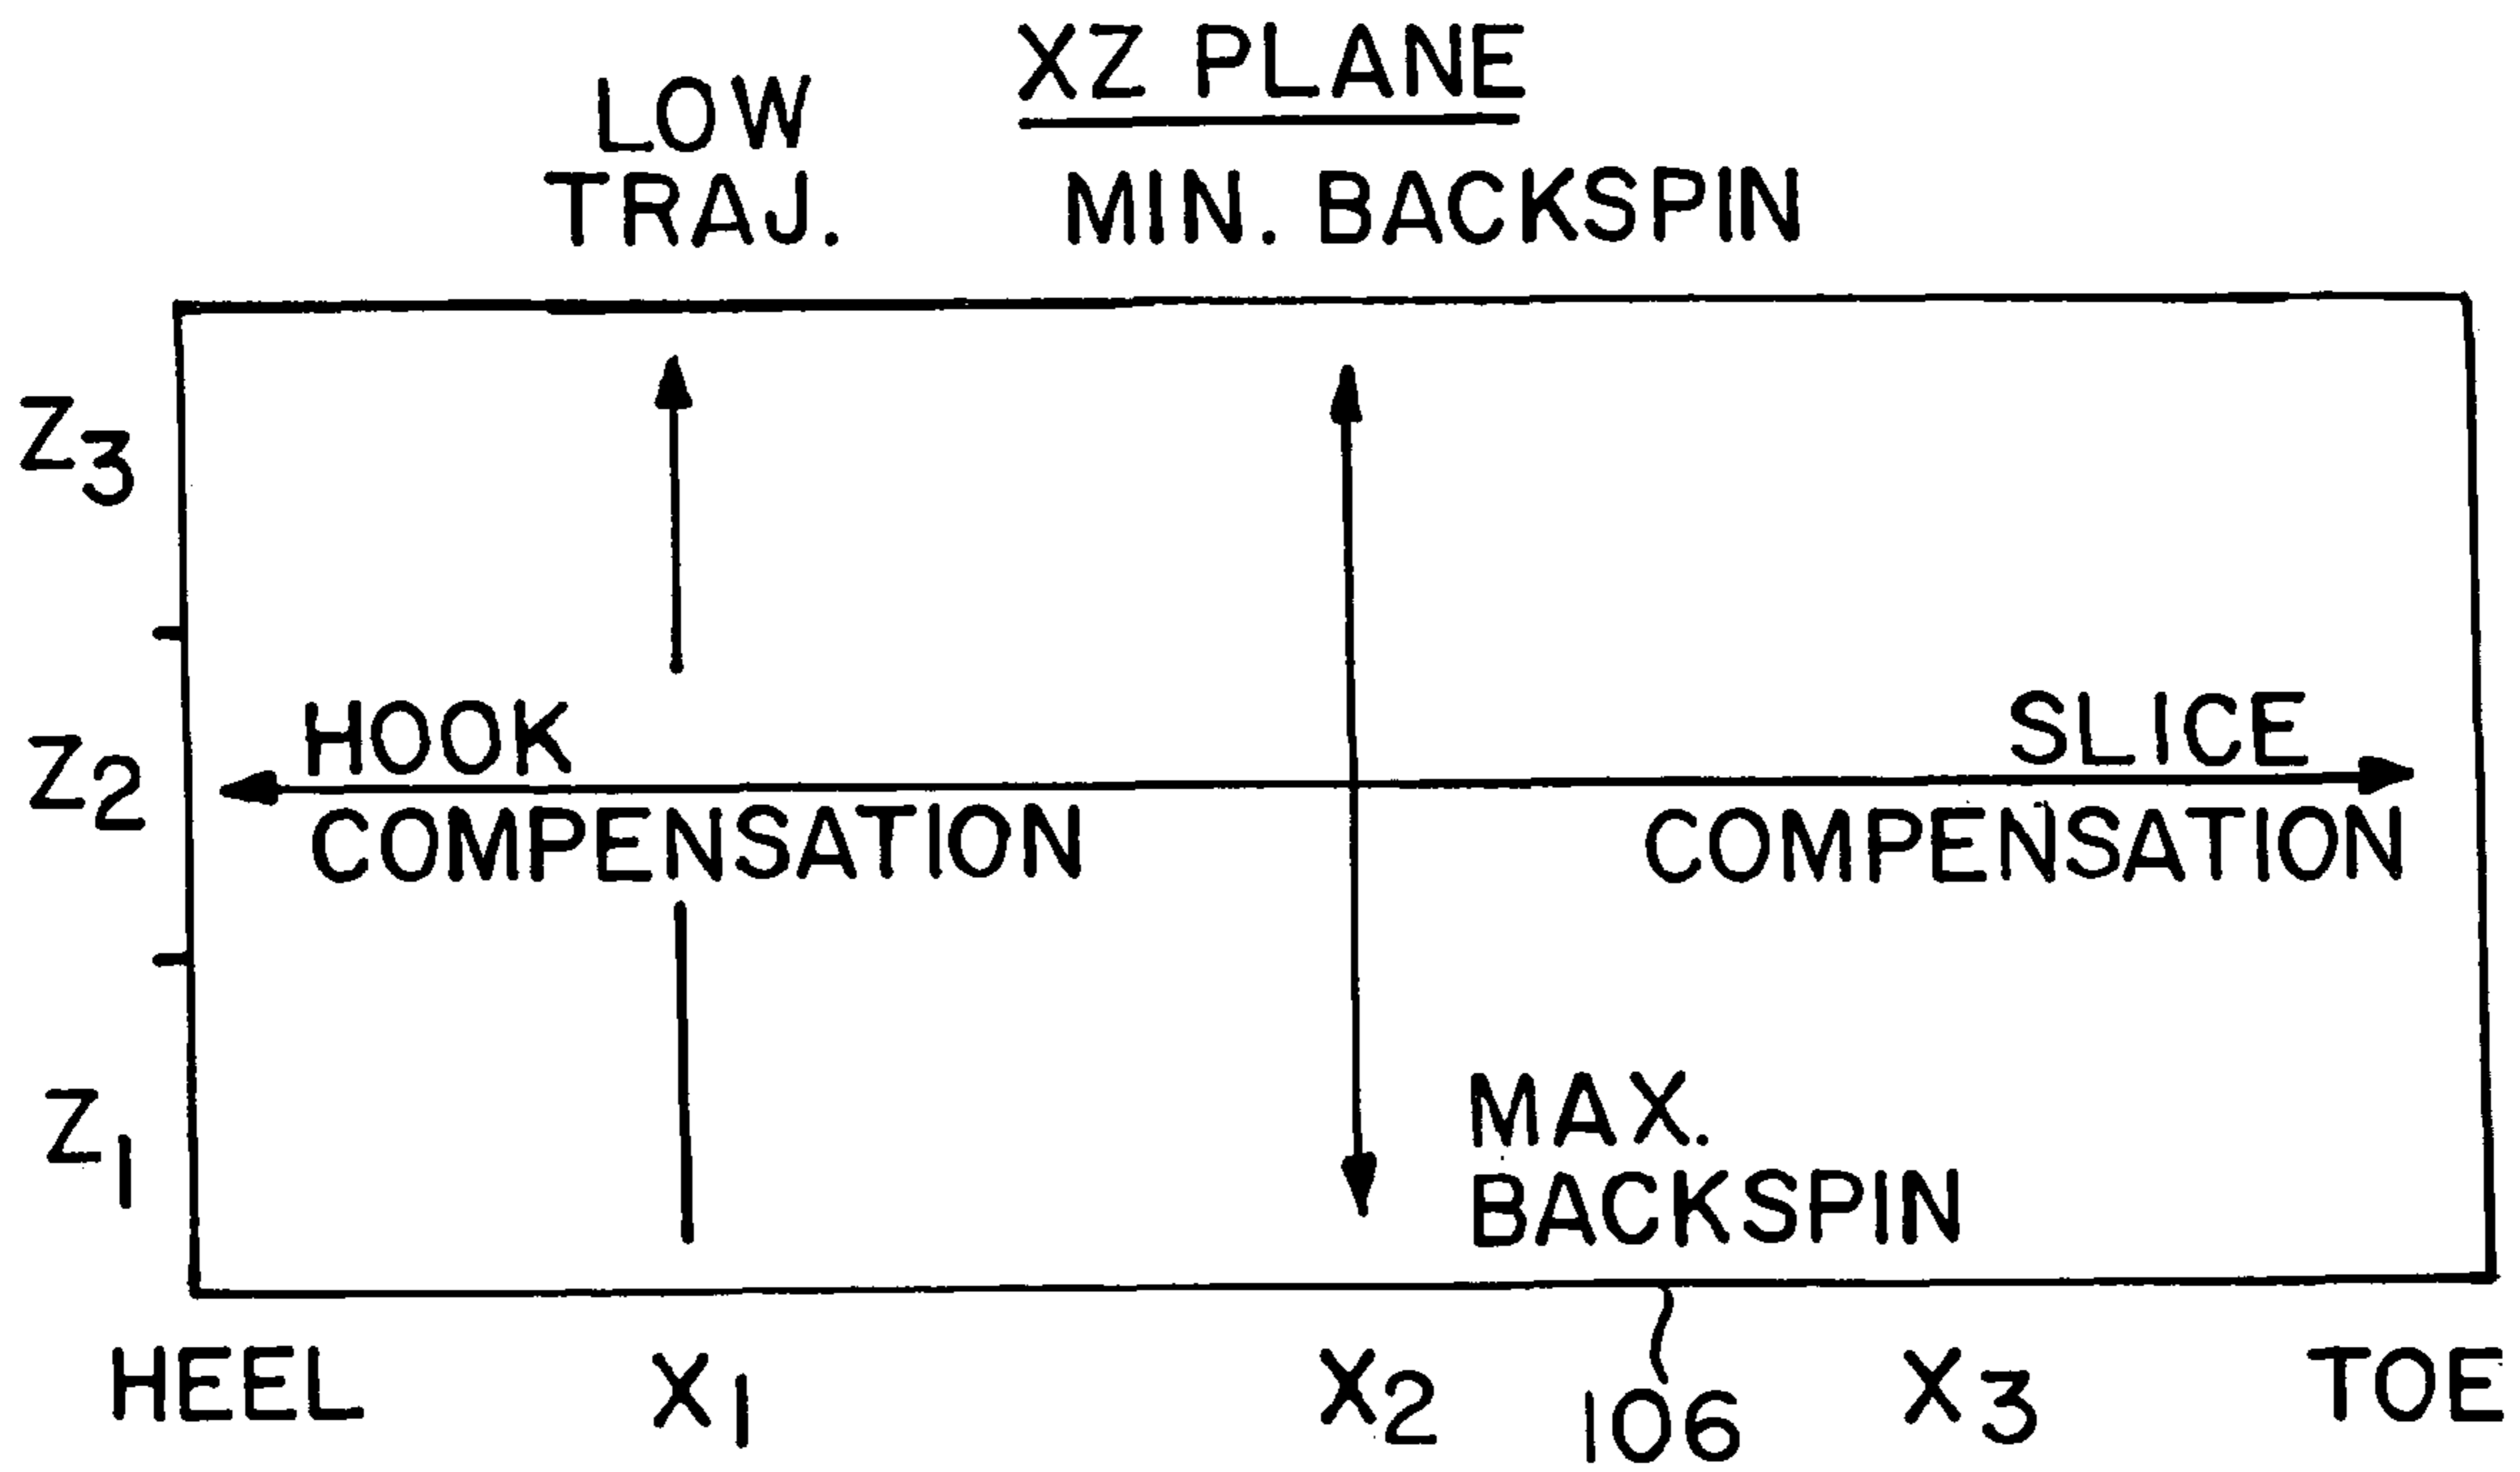 XZ PLANE
LOW
TRAJ.
MIN. BACKSPIN
Z3
HOOK
SLICE
Z2
COMPENSATION
COMPENSATION
Z1
MAX.
BACKSPIN
HEEL X1 X2 106 X3 TOE